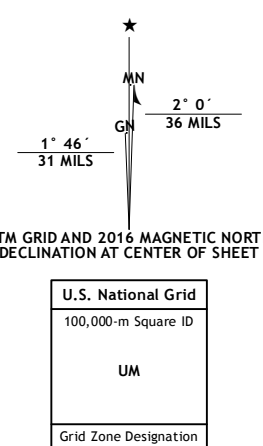 ★
MN
GN
2° 0´
36 MILS
1° 46´
31 MILS
TM GRID AND 2016 MAGNETIC NORT
DECLINATION AT CENTER OF SHEET
U.S. National Grid
100,000-m Square ID
UM
Grid Zone Designation